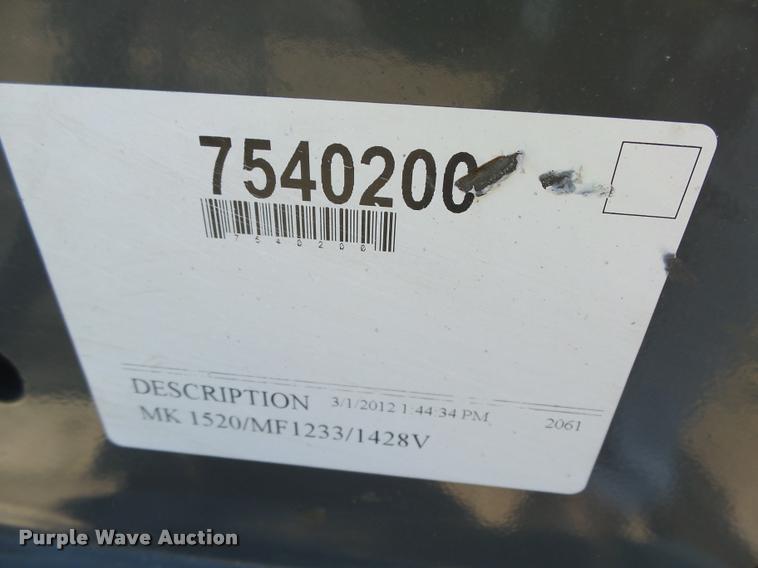 7540200
7540200
DESCRIPTION 3/1/2012 1:44:34 PM 2061
MK 1520/MF1233/1428V
Purple Wave Auction